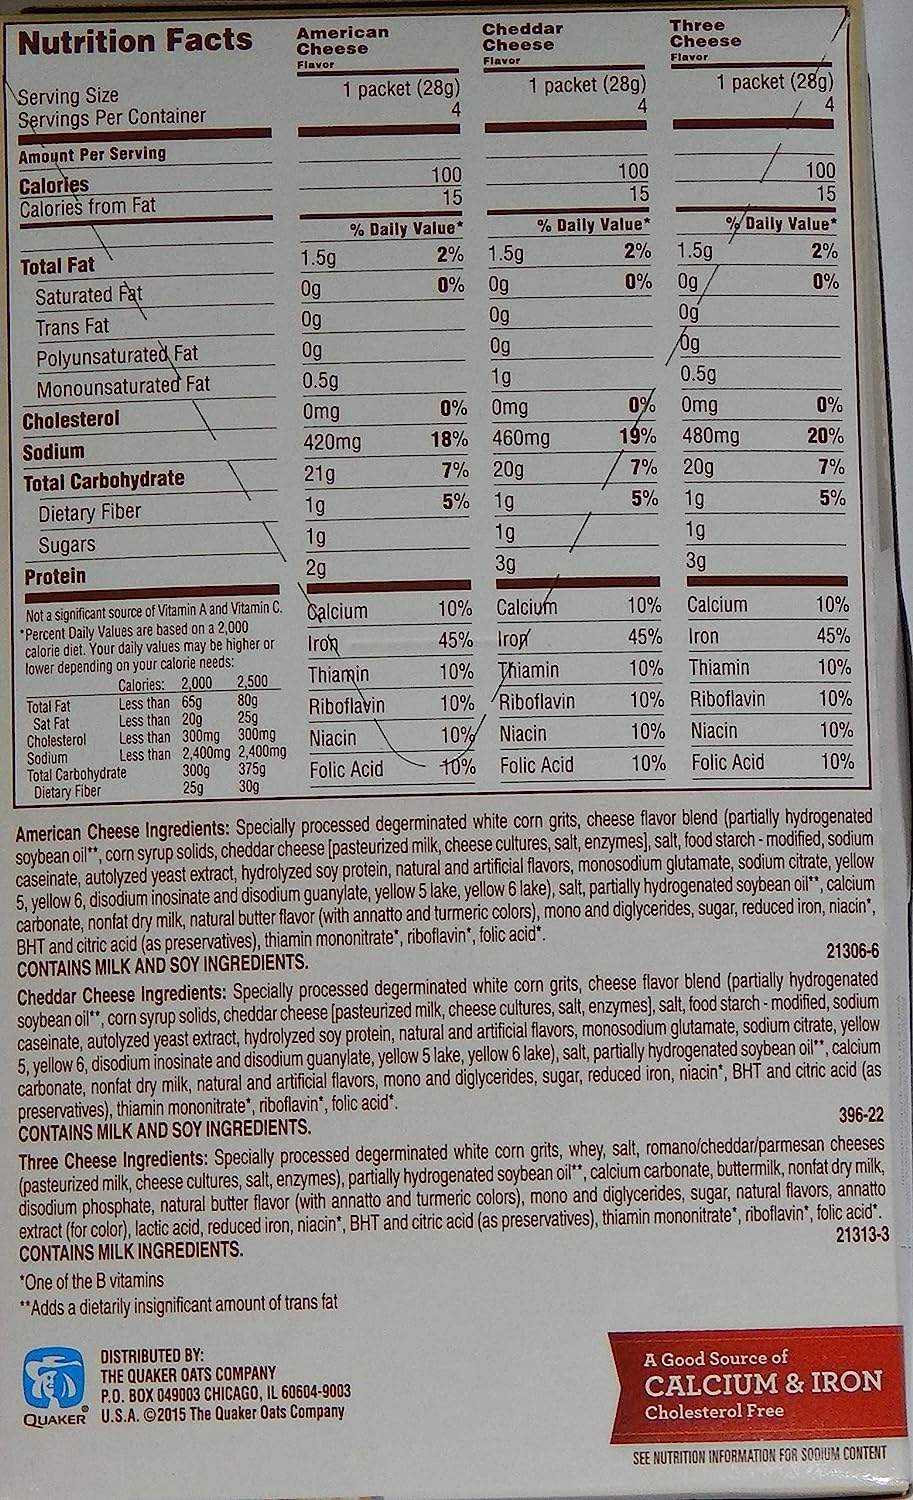 Nutrition Facts American Cheese Flavor Cheddar Cheese Flavor Three Cheese Flavor
Serving Size 1 packet (28g) 1 packet (28g) 1 packet (28g)
Servings Per Container 4 4 4
Amount Per Serving
Calories 100 100 100
Calories from Fat 15 15 15
% Daily Value* % Daily Value* % Daily Value*
Total Fat 1.5g 2% 1.5g 2% 1.5g 2%
Saturated Fat 0g 0% 0g 0% 0g 0%
Trans Fat 0g 0g 0g
Polyunsaturated Fat 0g 0g 0g
Monounsaturated Fat 0.5g 1g 0.5g
Cholesterol 0mg 0% 0mg 0% 0mg 0%
Sodium 420mg 18% 460mg 19% 480mg 20%
Total Carbohydrate 21g 7% 20g 7% 20g 7%
Dietary Fiber 1g 5% 1g 5% 1g 5%
Sugars 1g 1g 1g
Protein 2g 3g 3g
Calcium 10% Calcium 10% Calcium 10%
Iron 45% Iron 45% Iron 45%
Thiamin 10% Thiamin 10% Thiamin 10%
Riboflavin 10% Riboflavin 10% Riboflavin 10%
Niacin 10% Niacin 10% Niacin 10%
Folic Acid 10% Folic Acid 10% Folic Acid 10%
Not a significant source of Vitamin A and Vitamin C.
*Percent Daily Values are based on a 2,000
calorie diet. Your daily values may be higher or
lower depending on your calorie needs:
Calories: 2,000 2,500
Total Fat Less than 65g 80g
Sat Fat Less than 20g 25g
Cholesterol Less than 300mg 300mg
Sodium Less than 2,400mg 2,400mg
Total Carbohydrate 300g 375g
Dietary Fiber 25g 30g
American Cheese Ingredients: Specially processed degerminated white corn grits, cheese flavor blend (partially hydrogenated
soybean oil**, corn syrup solids, cheddar cheese [pasteurized milk, cheese cultures, salt, enzymes], salt, food starch - modified, sodium
caseinate, autolyzed yeast extract, hydrolyzed soy protein, natural and artificial flavors, monosodium glutamate, sodium citrate, yellow
5, yellow 6, disodium inosinate and disodium guanylate, yellow 5 lake, yellow 6 lake), salt, partially hydrogenated soybean oil**, calcium
carbonate, nonfat dry milk, natural butter flavor (with annatto and turmeric colors), mono and diglycerides, sugar, reduced iron, niacin*,
BHT and citric acid (as preservatives), thiamin mononitrate*, riboflavin*, folic acid*.
CONTAINS MILK AND SOY INGREDIENTS. 21306-6
Cheddar Cheese Ingredients: Specially processed degerminated white corn grits, cheese flavor blend (partially hydrogenated
soybean oil**, corn syrup solids, cheddar cheese [pasteurized milk, cheese cultures, salt, enzymes], salt, food starch - modified, sodium
caseinate, autolyzed yeast extract, hydrolyzed soy protein, natural and artificial flavors, monosodium glutamate, sodium citrate, yellow
5, yellow 6, disodium inosinate and disodium guanylate, yellow 5 lake, yellow 6 lake), salt, partially hydrogenated soybean oil**, calcium
carbonate, nonfat dry milk, natural and artificial flavors, mono and diglycerides, sugar, reduced iron, niacin*, BHT and citric acid (as
preservatives), thiamin mononitrate*, riboflavin*, folic acid*.
CONTAINS MILK AND SOY INGREDIENTS. 396-22
Three Cheese Ingredients: Specially processed degerminated white corn grits, whey, salt, romano/cheddar/parmesan cheeses
(pasteurized milk, cheese cultures, salt, enzymes), partially hydrogenated soybean oil**, calcium carbonate, buttermilk, nonfat dry milk,
disodium phosphate, natural butter flavor (with annatto and turmeric colors), mono and diglycerides, sugar, natural flavors, annatto
extract (for color), lactic acid, reduced iron, niacin*, BHT and citric acid (as preservatives), thiamin mononitrate*, riboflavin*, folic acid*.
CONTAINS MILK INGREDIENTS. 21313-3
*One of the B vitamins
**Adds a dietarily insignificant amount of trans fat
QUAKER®
DISTRIBUTED BY:
THE QUAKER OATS COMPANY
P.O. BOX 049003 CHICAGO, IL 60604-9003
U.S.A. ©2015 The Quaker Oats Company
A Good Source of
CALCIUM & IRON
Cholesterol Free
SEE NUTRITION INFORMATION FOR SODIUM CONTENT